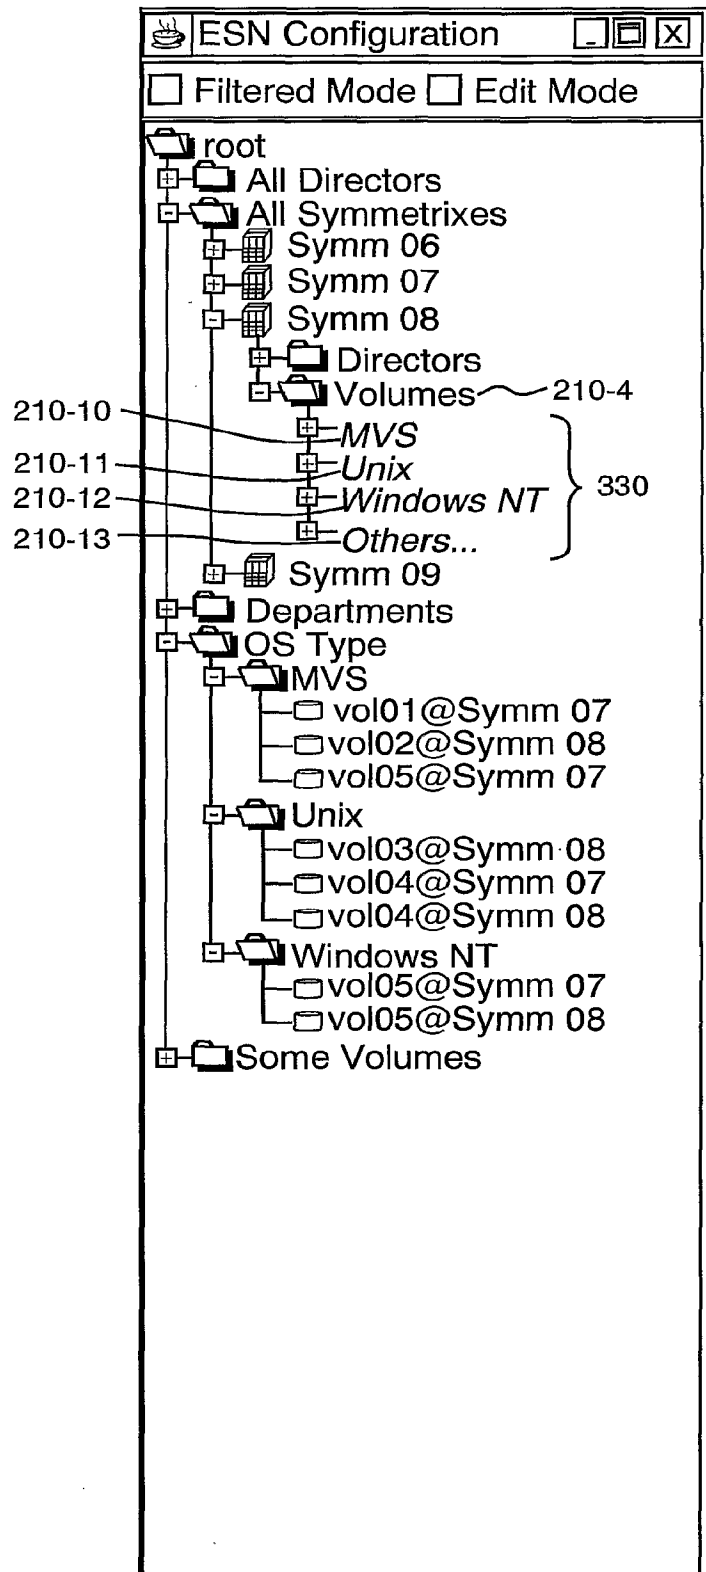 ESN Configuration
Filtered Mode Edit Mode
root
All Directors
All Symmetrixes
Symm 06
Symm 07
Symm 08
Directors
Volumes 210-4
210-10 MVS
210-11 Unix
210-12 Windows NT 330
210-13 Others...
Symm 09
Departments
OS Type
MVS
vol01@Symm 07
vol02@Symm 08
vol05@Symm 07
Unix
vol03@Symm 08
vol04@Symm 07
vol04@Symm 08
Windows NT
vol05@Symm 07
vol05@Symm 08
Some Volumes